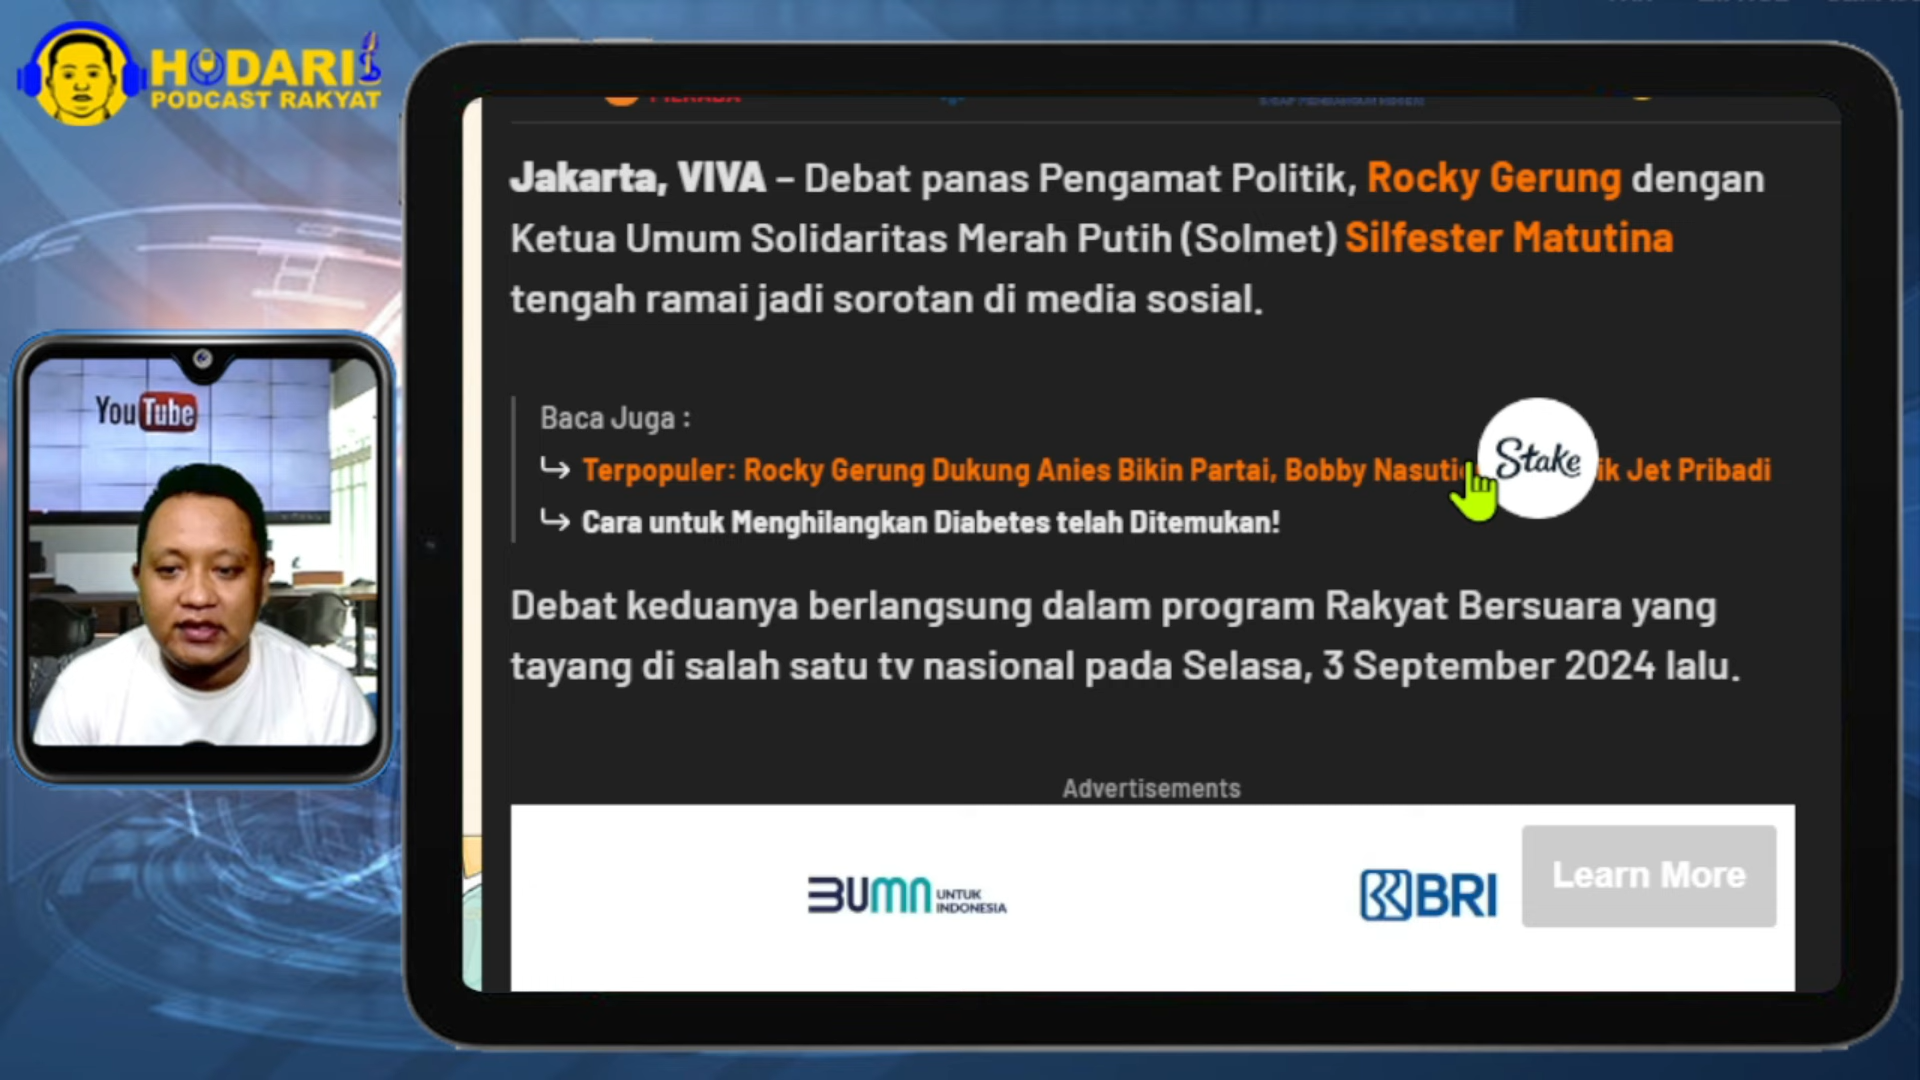 HODARI
PODCAST RAKYAT
YouTube
Jakarta, VIVA – Debat panas Pengamat Politik, Rocky Gerung dengan
Ketua Umum Solidaritas Merah Putih (Solmet) Silfester Matutina
tengah ramai jadi sorotan di media sosial.
Baca Juga :
Terpopuler: Rocky Gerung Dukung Anies Bikin Partai, Bobby Jet Pribadi
Stake
Cara untuk Menghilangkan Diabetes telah Ditemukan!
Debat keduanya berlangsung dalam program Rakyat Bersuara yang
tayang di salah satu tv nasional pada Selasa, 3 September 2024 lalu.
Advertisements
BUMN UNTUK
INDONESIA
BRI
Learn More